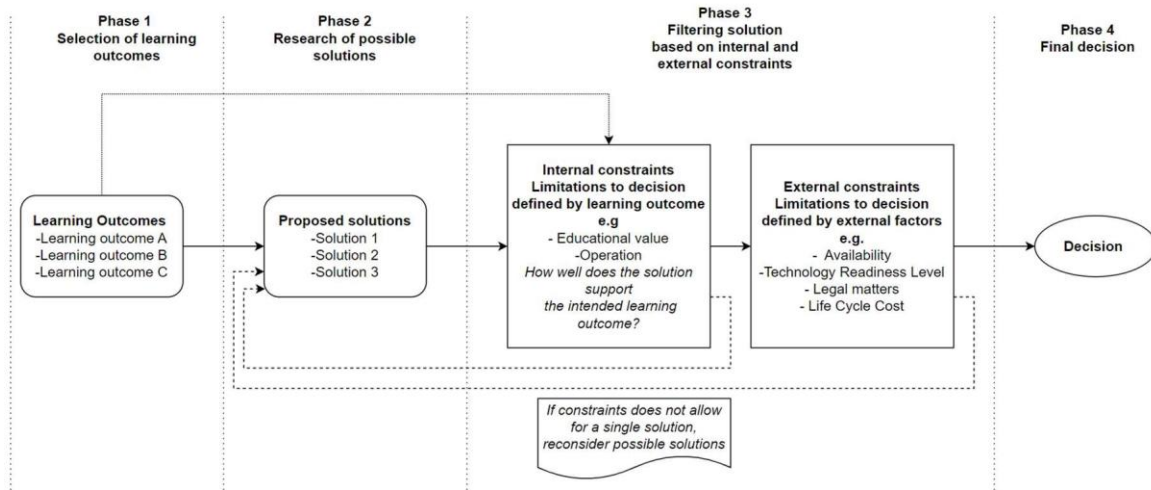 Phase 1
Selection of learning
outcomes
Phase 2
Research of possible
solutions
Phase 3
Filtering solution
based on internal and
external constraints
Phase 4
Final decision
Learning Outcomes
-Learning outcome A
-Learning outcome B
-Learning outcome C
Proposed solutions
-Solution 1
-Solution 2
-Solution 3
Internal constraints
Limitations to decision
defined by learning outcome
e.g
- Educational value
-Operation
How well does the solution
support
the intended learning
outcome?
External constraints
Limitations to decision
defined by external factors
e.g.
- Availability
-Technology Readiness Level
- Legal matters
- Life Cycle Cost
Decision
If constraints does not allow
for a single solution,
reconsider possible solutions